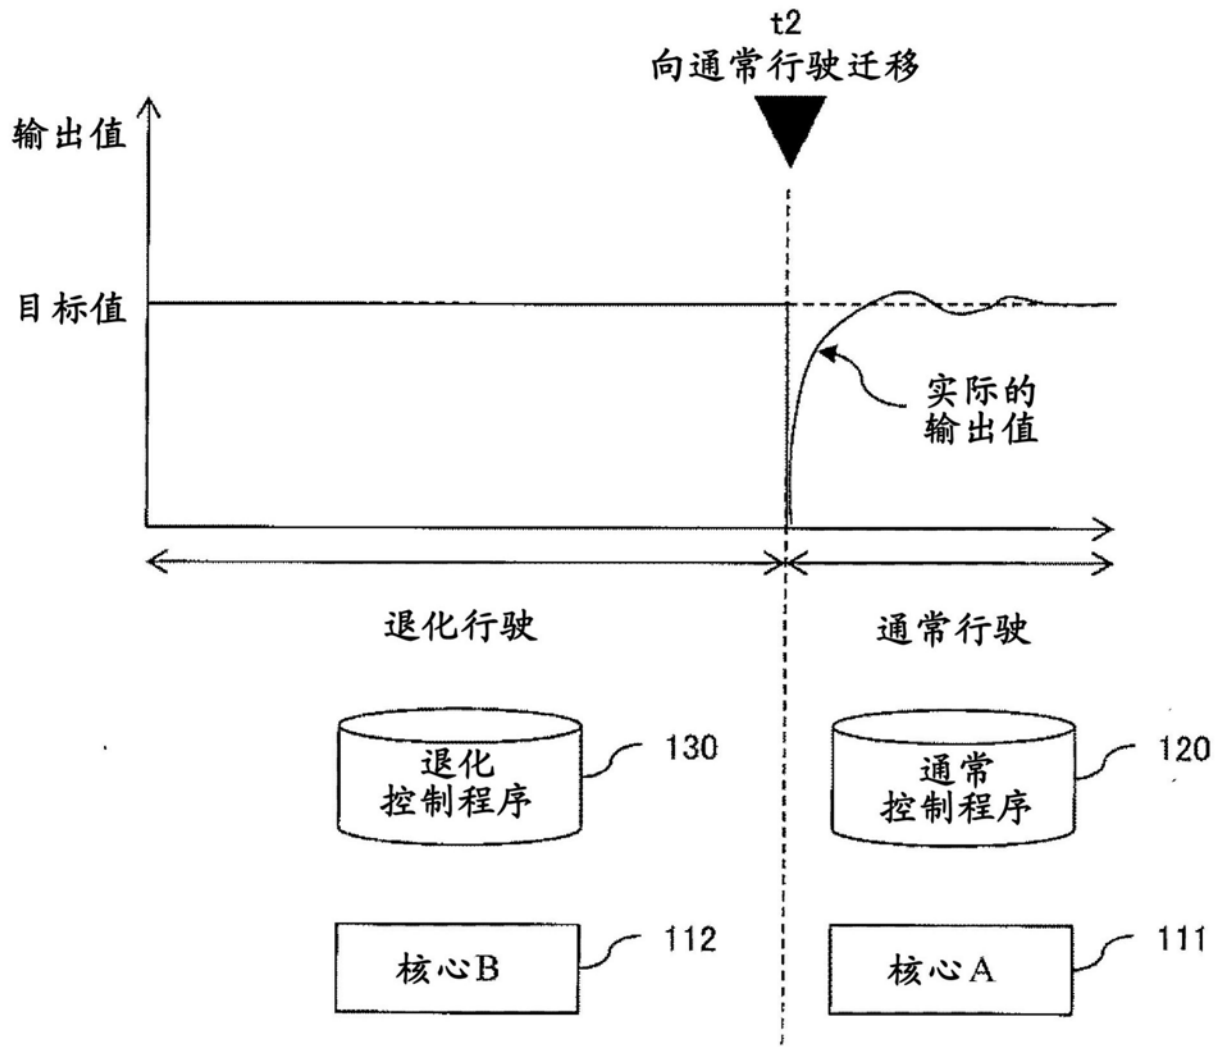 t2
向通常行驶迁移
输出值
目标值
实际的
输出值
退化行驶
通常行驶
退化
控制程序
130
通常
控制程序
120
核心B
112
核心A
111